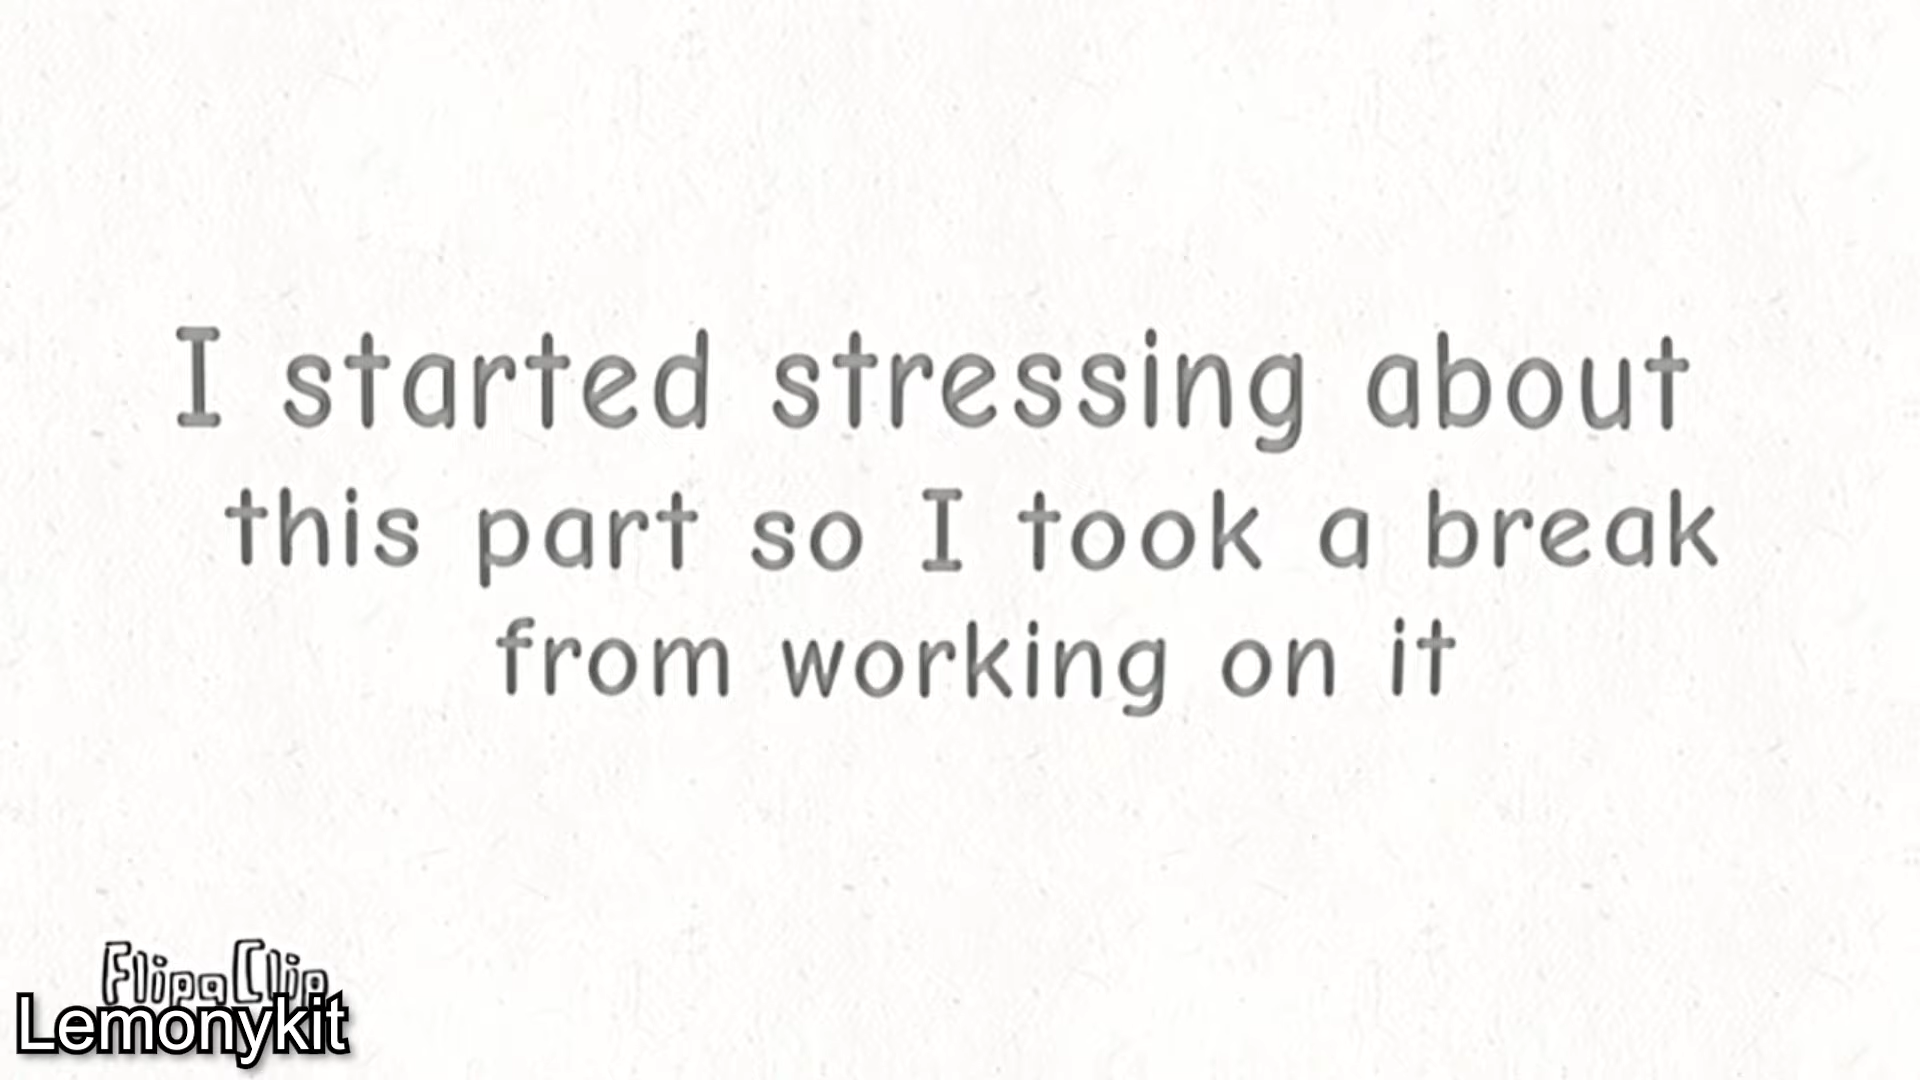 I started stressing about
this part so I took a break
from working on it
FlipaClip
Lemonykit